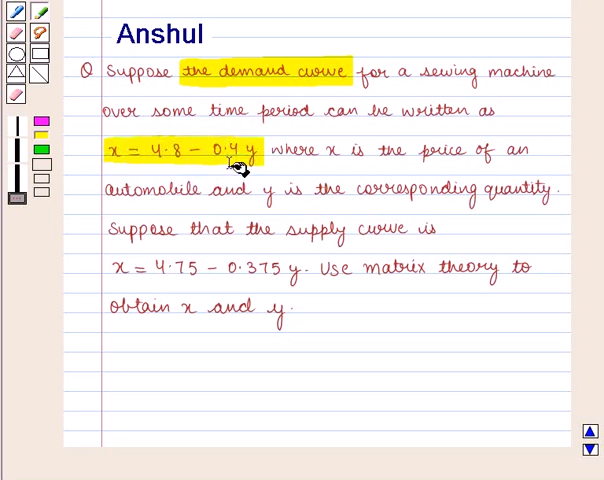 Anshul
Q Suppose the demand curve for a sewing machine
over some time period can be written as
x = 4.8 - 0.4 y where x is the price of an
automobile and y is the corresponding quantity.
Suppose that the supply curve is
x = 4.75 - 0.375 y. Use matrix theory to
obtain x and y.